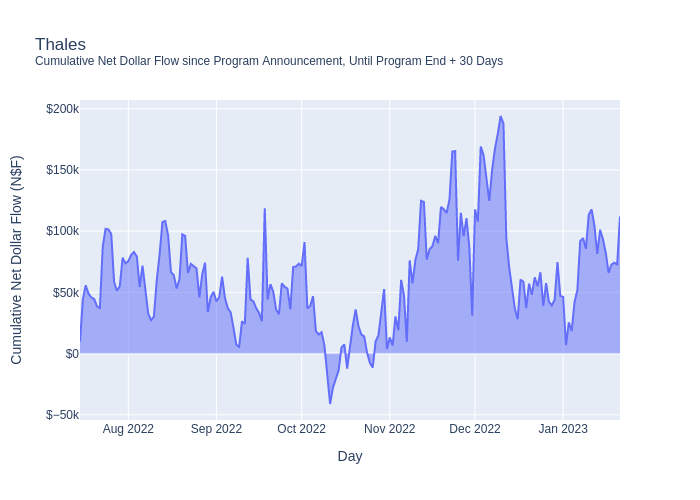 Thales
Cumulative Net Dollar Flow since Program Announcement, Until Program End + 30 Days
Cumulative Net Dollar Flow (N$F)
$200k
$150k
$100k
$50k
$0
$−50k
Aug 2022
Sep 2022
Oct 2022
Nov 2022
Dec 2022
Jan 2023
Day